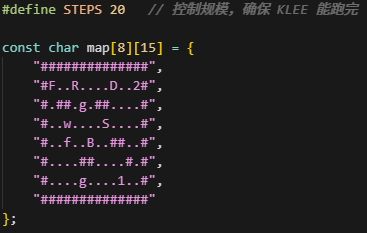 #define STEPS 20   // 控制规模，确保 KLEE 能跑完
const char map[8][15] = {
"##############",
"#F..R....D..2#",
"#.##.g.##....#",
"#..w....S....#",
"#..f..B..##..#",
"#....##....#.#",
"#....g....1..#",
"##############"
};